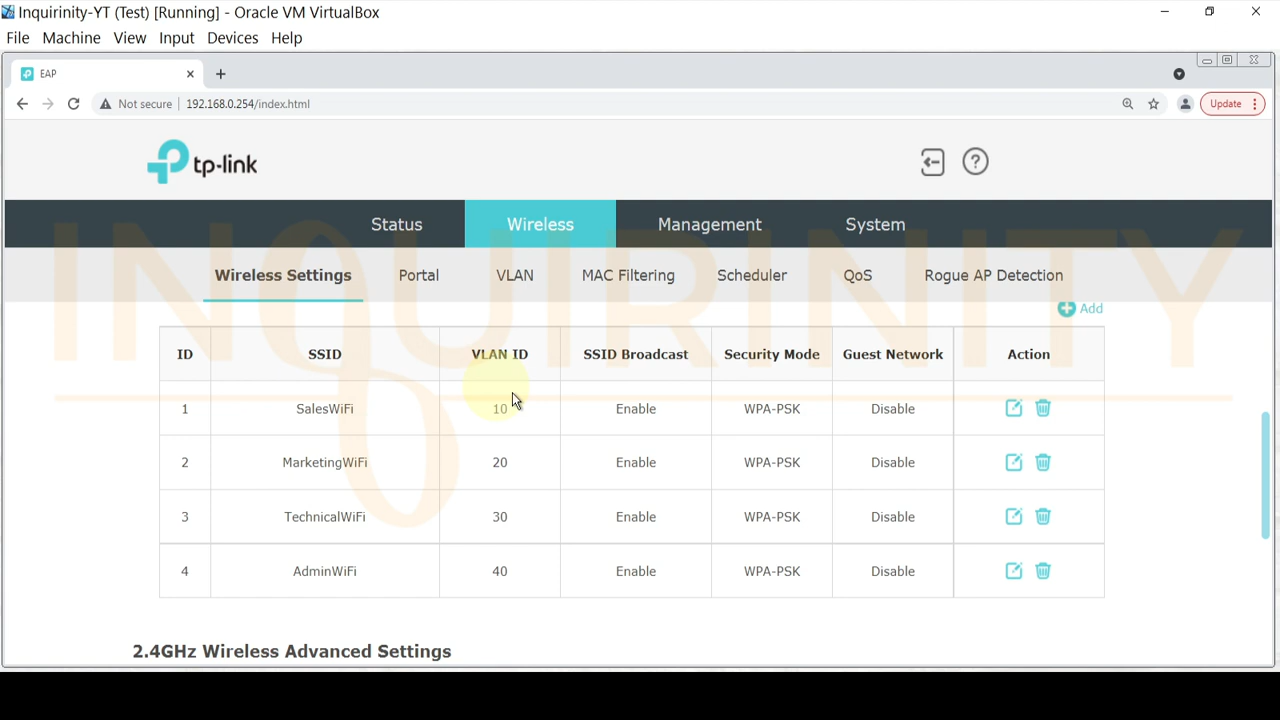 Inquirinity-YT (Test) [Running] - Oracle VM VirtualBox
File Machine View Input Devices Help
EAP
Not secure 192.168.0.254/index.html Update
tp-link
Status Wireless Management System
Wireless Settings Portal VLAN MAC Filtering Scheduler QoS Rogue AP Detection
INQUIRINITY
Add
ID SSID VLAN ID SSID Broadcast Security Mode Guest Network Action
1 SalesWiFi 10 Enable WPA-PSK Disable
2 MarketingWiFi 20 Enable WPA-PSK Disable
3 TechnicalWiFi 30 Enable WPA-PSK Disable
4 AdminWiFi 40 Enable WPA-PSK Disable
2.4GHz Wireless Advanced Settings